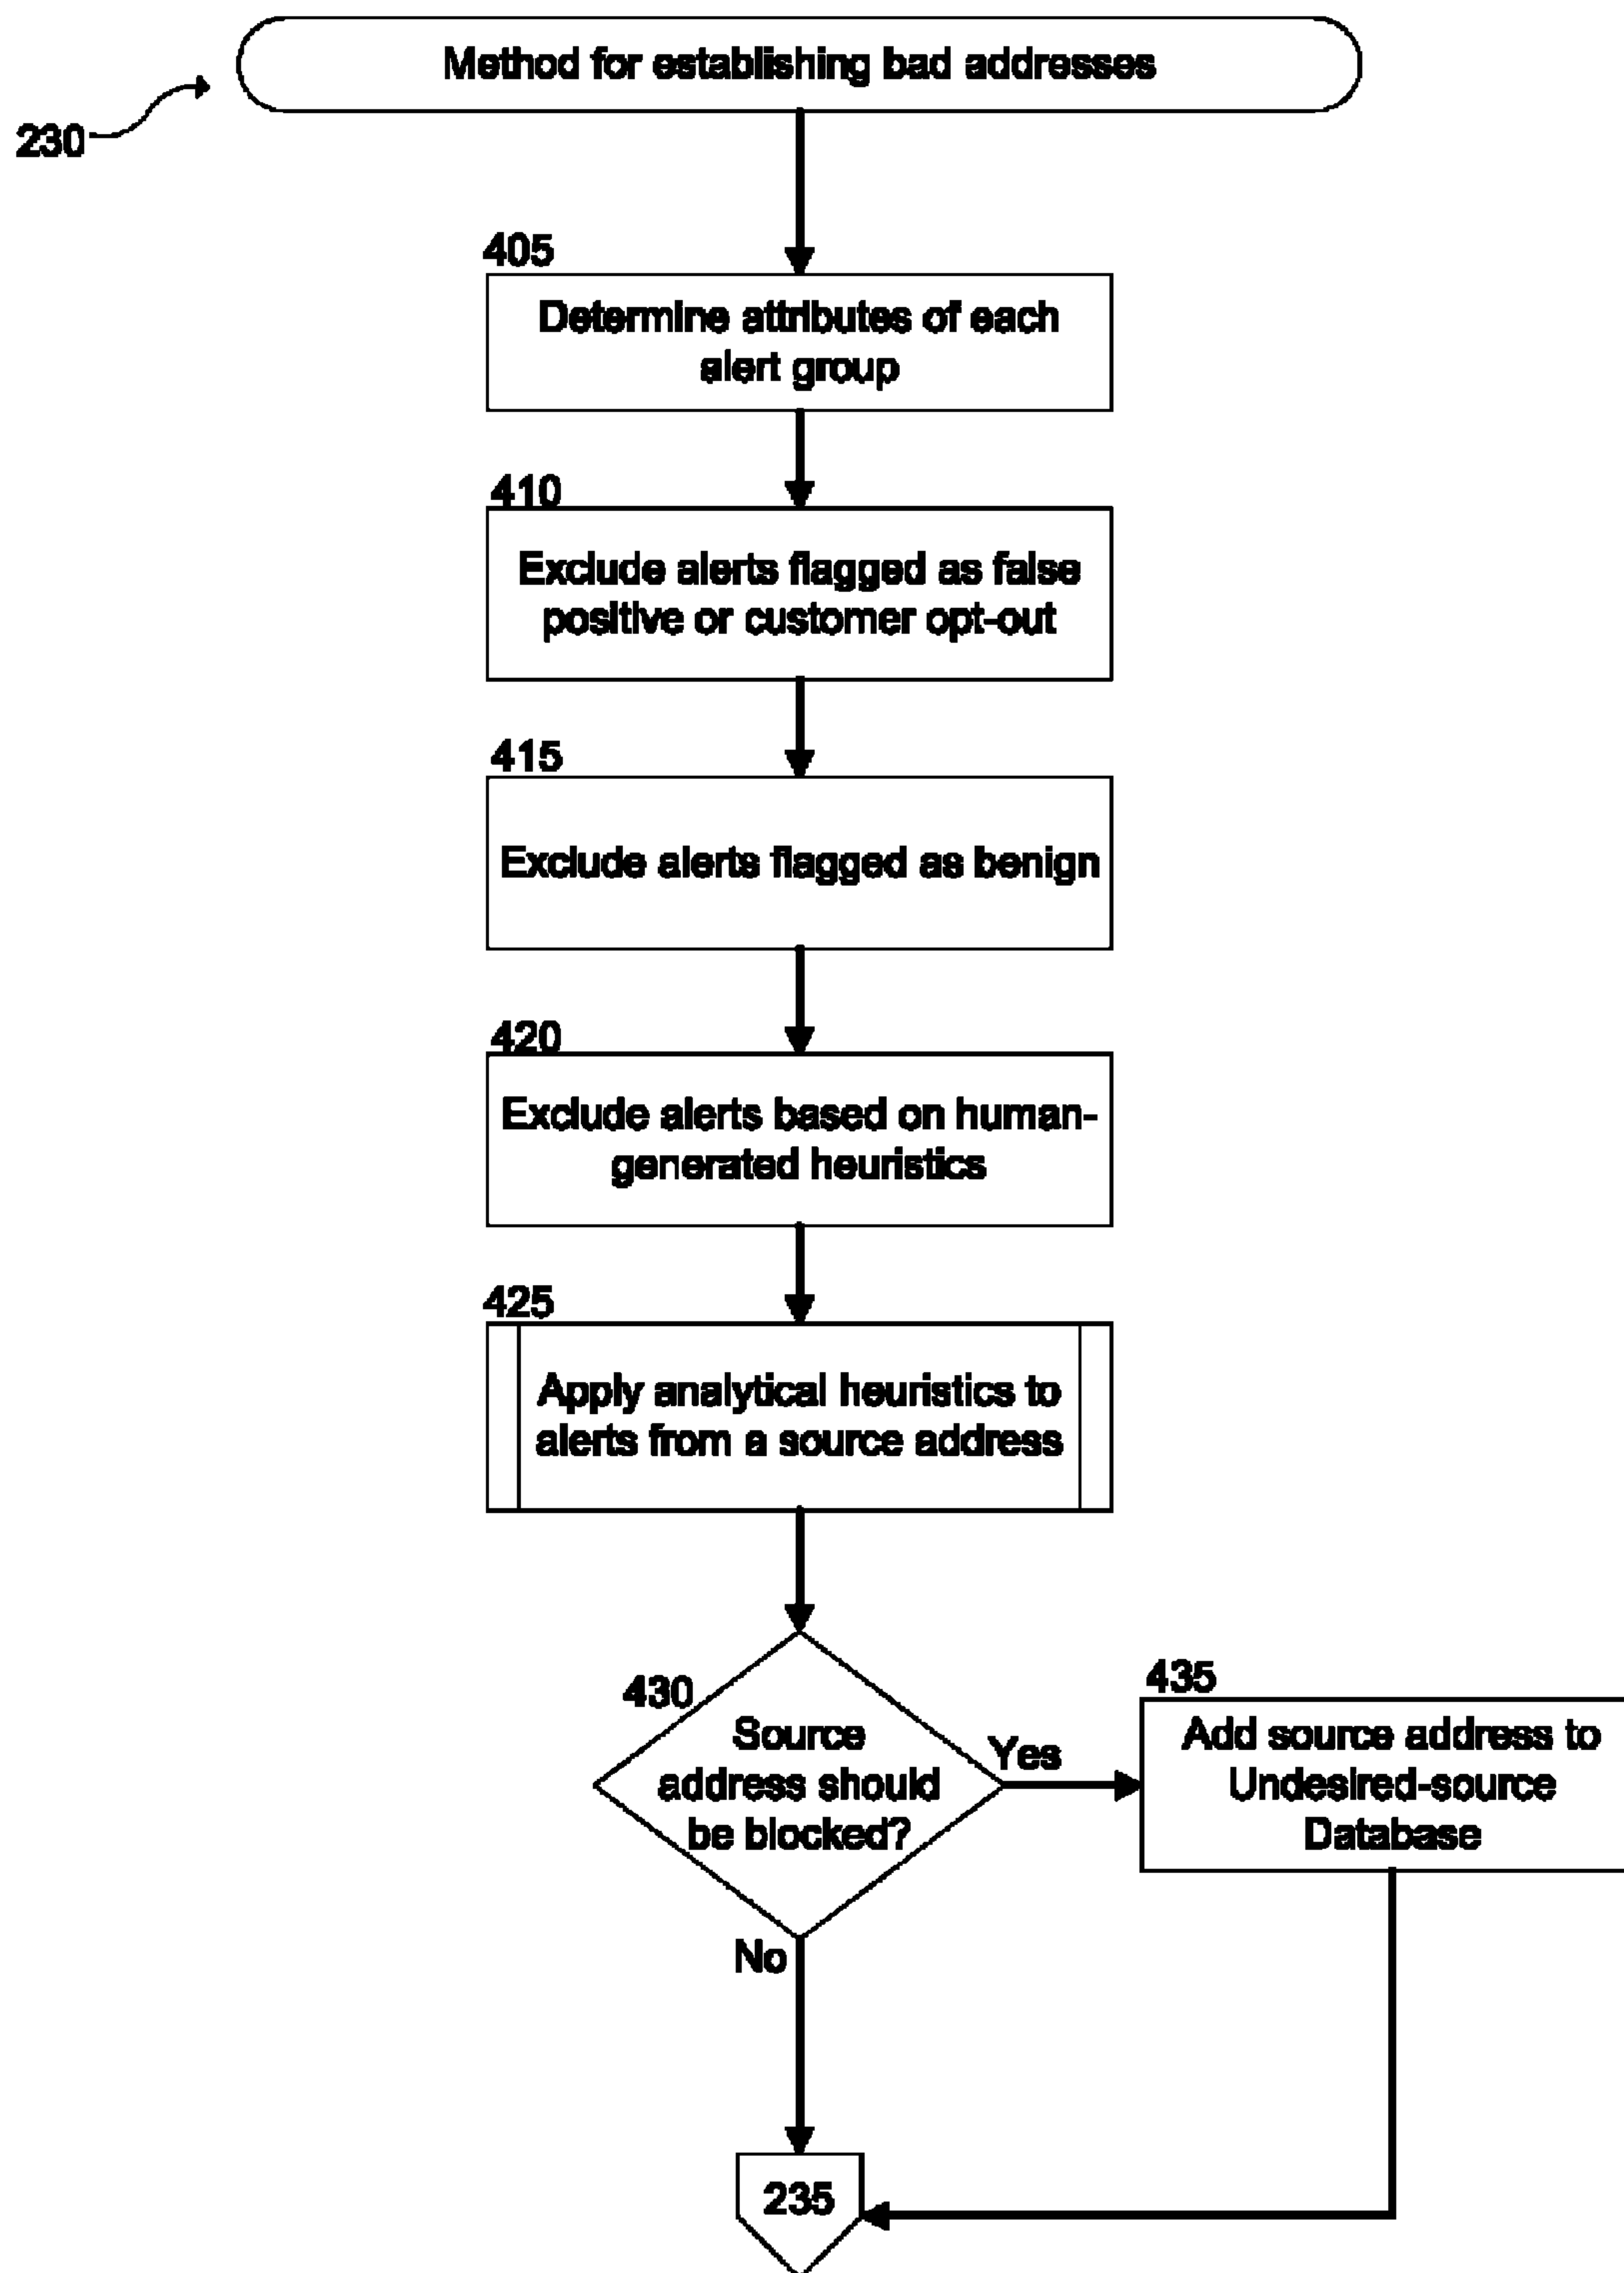 Method for establishing bad addresses
230
405
Determine attributes of each
alert group
410
Exclude alerts flagged as false
positive or customer opt-out
415
Exclude alerts flagged as benign
420
Exclude alerts based on human-
generated heuristics
425
Apply analytical heuristics to
alerts from a source address
430
Source
address should
be blocked?
Yes
435
Add source address to
Undesired-source
Database
No
235